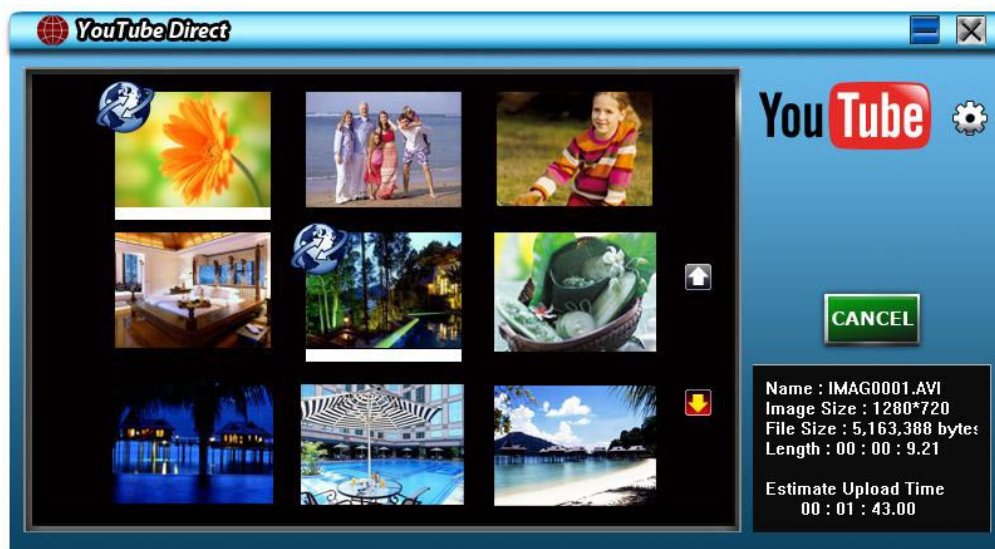 YouTube Direct
YouTube
CANCEL
Name : IMAG0001.AVI
Image Size : 1280*720
File Size : 5,163,388 bytes
Length : 00 : 00 : 9.21
Estimate Upload Time
00 : 01 : 43.00